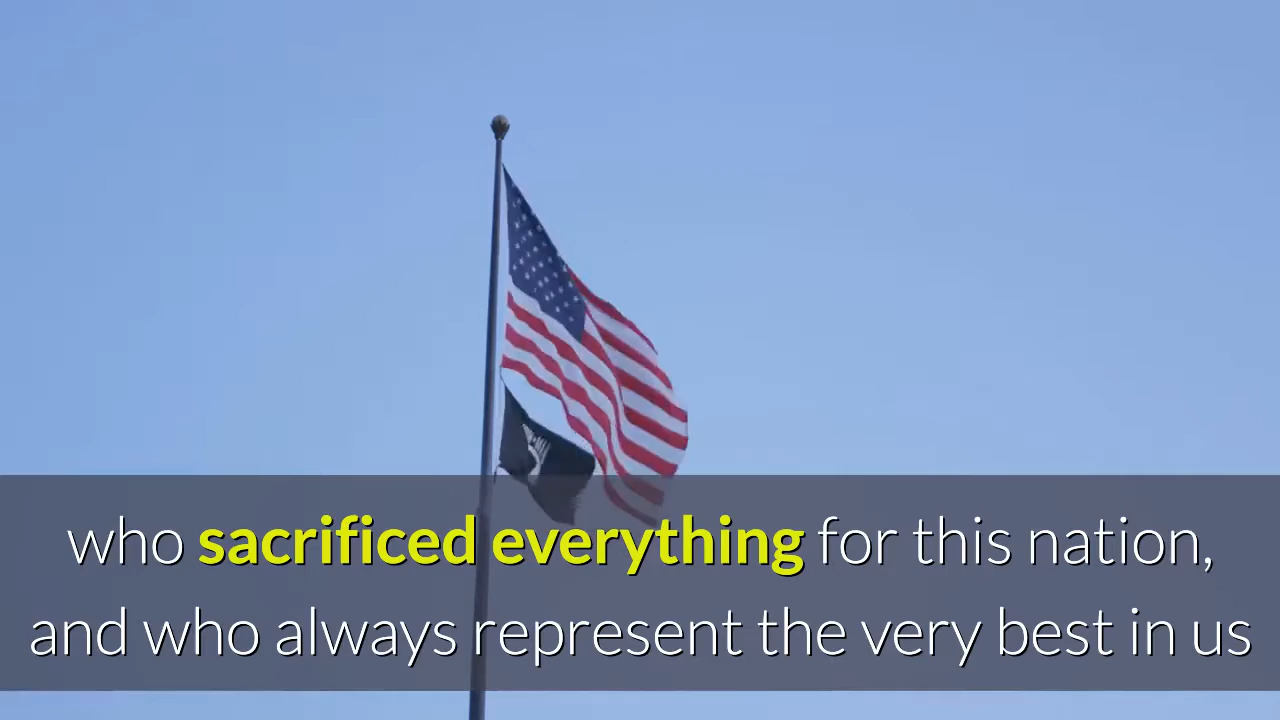 who sacrificed everything for this nation,
and who always represent the very best in us